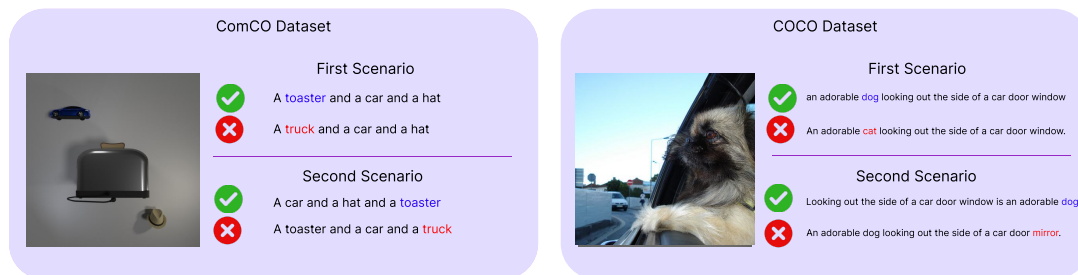 ComCO Dataset
First Scenario
A toaster and a car and a hat
A truck and a car and a hat
Second Scenario
A car and a hat and a toaster
A toaster and a car and a truck
COCO Dataset
First Scenario
an adorable dog looking out the side of a car door window
An adorable cat looking out the side of a car door window.
Second Scenario
Looking out the side of a car door window is an adorable dog
An adorable dog looking out the side of a car door mirror.